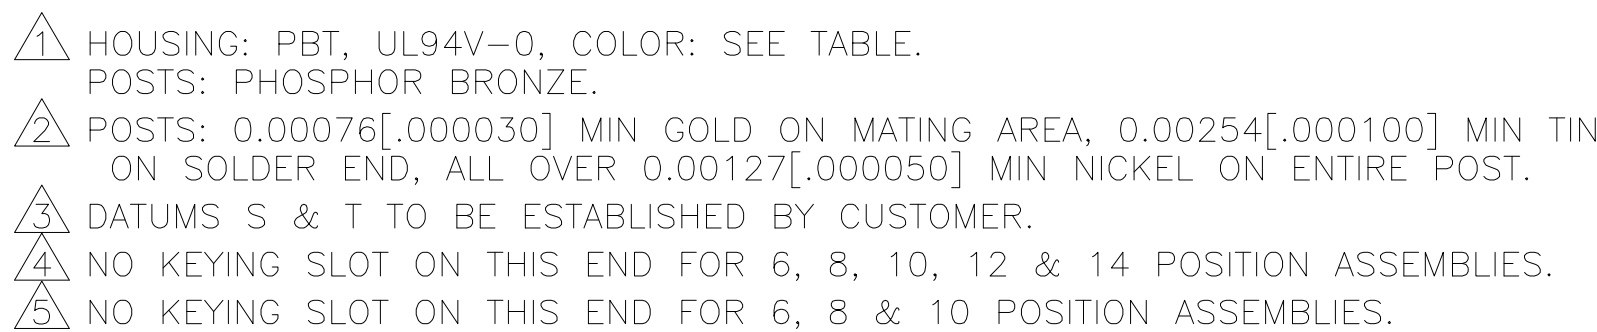 1 HOUSING: PBT, UL94V-0, COLOR: SEE TABLE.
POSTS: PHOSPHOR BRONZE.
2 POSTS: 0.00076[.000030] MIN GOLD ON MATING AREA, 0.00254[.000100] MIN TIN
ON SOLDER END, ALL OVER 0.00127[.000050] MIN NICKEL ON ENTIRE POST.
3 DATUMS S & T TO BE ESTABLISHED BY CUSTOMER.
4 NO KEYING SLOT ON THIS END FOR 6, 8, 10, 12 & 14 POSITION ASSEMBLIES.
5 NO KEYING SLOT ON THIS END FOR 6, 8 & 10 POSITION ASSEMBLIES.